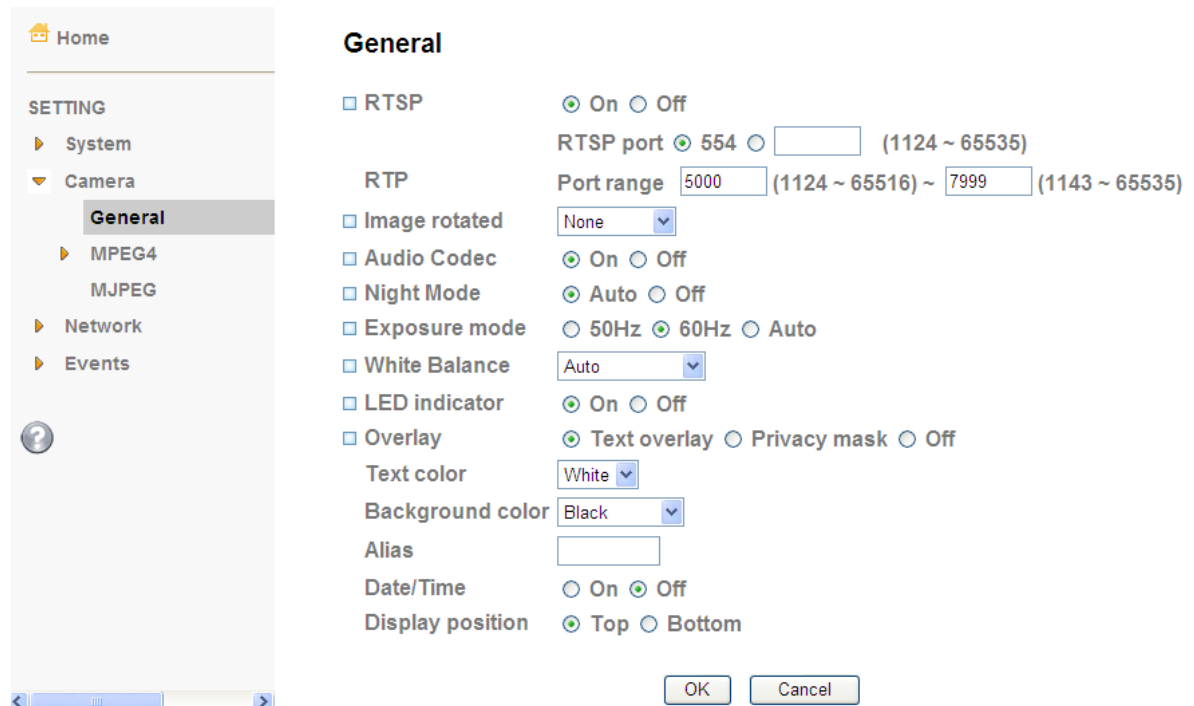 Home
SETTING
System
Camera
General
MPEG4
MJPEG
Network
Events
General
RTSP On Off
RTSP port 554 (1124 ~ 65535)
RTP Port range 5000 (1124 ~ 65516) ~ 7999 (1143 ~ 65535)
Image rotated None
Audio Codec On Off
Night Mode Auto Off
Exposure mode 50Hz 60Hz Auto
White Balance Auto
LED indicator On Off
Overlay Text overlay Privacy mask Off
Text color White
Background color Black
Alias
Date/Time On Off
Display position Top Bottom
OK Cancel